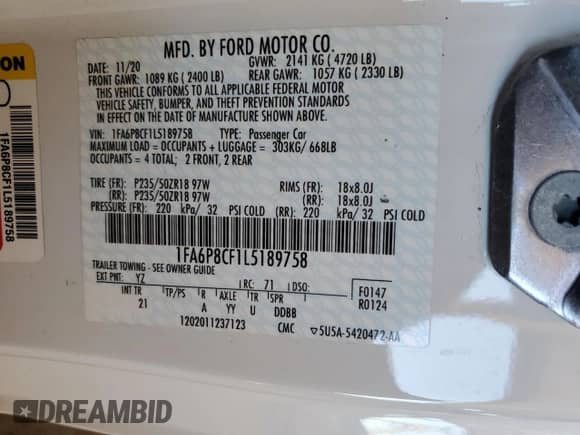 MFD. BY FORD MOTOR CO.
DATE: 11/20 GVWR: 2141 KG ( 4720 LB)
FRONT GAWR: 1089 KG ( 2400 LB) REAR GAWR: 1057 KG ( 2330 LB)
THIS VEHICLE CONFORMS TO ALL APPLICABLE FEDERAL MOTOR
VEHICLE SAFETY, BUMPER, AND THEFT PREVENTION STANDARDS
IN EFFECT ON THE DATE OF MANUFACTURE SHOWN ABOVE.
VIN: 1FA6P8CF1L5189758 TYPE: Passenger Car
MAXIMUM LOAD = OCCUPANTS + LUGGAGE = 303KG/ 668LB
OCCUPANTS = 4 TOTAL; 2 FRONT, 2 REAR
TIRE (FR): P235/50ZR18 97W RIMS (FR): 18x8.0J
(RR): P235/50ZR18 97W (RR): 18x8.0J
PRESSURE (FR): 220 kPa/ 32 PSI COLD (RR): 220 kPa/ 32 PSI COLD
1FA6P8CF1L5189758
TRAILER TOWING - SEE OWNER GUIDE
EXT PNT: YZ RC: 71 DSO: F0147
INT TR TP/PS R AXLE TR SPR R0124
21 A YY U DDBB
1202011237123 CMC ▽5U5A-5420472-AA
1FA6P8CF1L5189758
DREAMBID